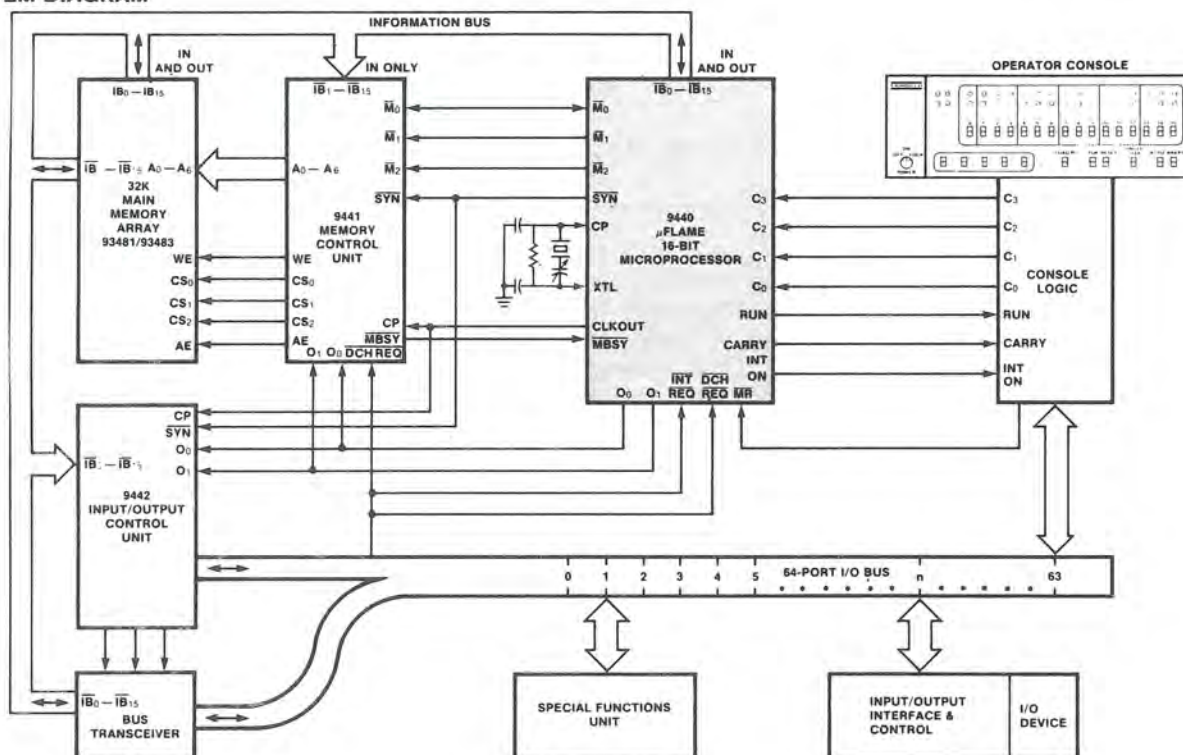 INFORMATION BUS
OPERATOR CONSOLE
IN AND OUT
IB0–IB15
IB –IB15 A0–A6
32K
MAIN
MEMORY
ARRAY
93481/93483
WE
CS0
CS1
CS2
AE
IN ONLY
IB1–IB15
M0
M1
A0–A6
M2
SYN
9441
MEMORY
CONTROL
UNIT
WE
CS0
CS1
CS2
AE
CP
MBSY
O1 O0 DCH REQ
IN
AND OUT
IB0–IB15
M0
M1
M2
SYN
CP
XTL
CLKOUT
MBSY
9440
µFLAME
16-BIT
MICROPROCESSOR
C3
C2
C1
C0
RUN
CARRY
INT
ON
O0 O1 INT REQ DCH REQ MR
C3
C2
C1
C0
CONSOLE
LOGIC
RUN
CARRY
INT
ON
CP
SYN
O0
O1
9442
INPUT/OUTPUT
CONTROL
UNIT
0 1 2 3 4 5 64-PORT I/O BUS n 63
IB0–IB15
BUS
TRANSCEIVER
SPECIAL FUNCTIONS
UNIT
INPUT/OUTPUT
INTERFACE &
CONTROL
I/O
DEVICE